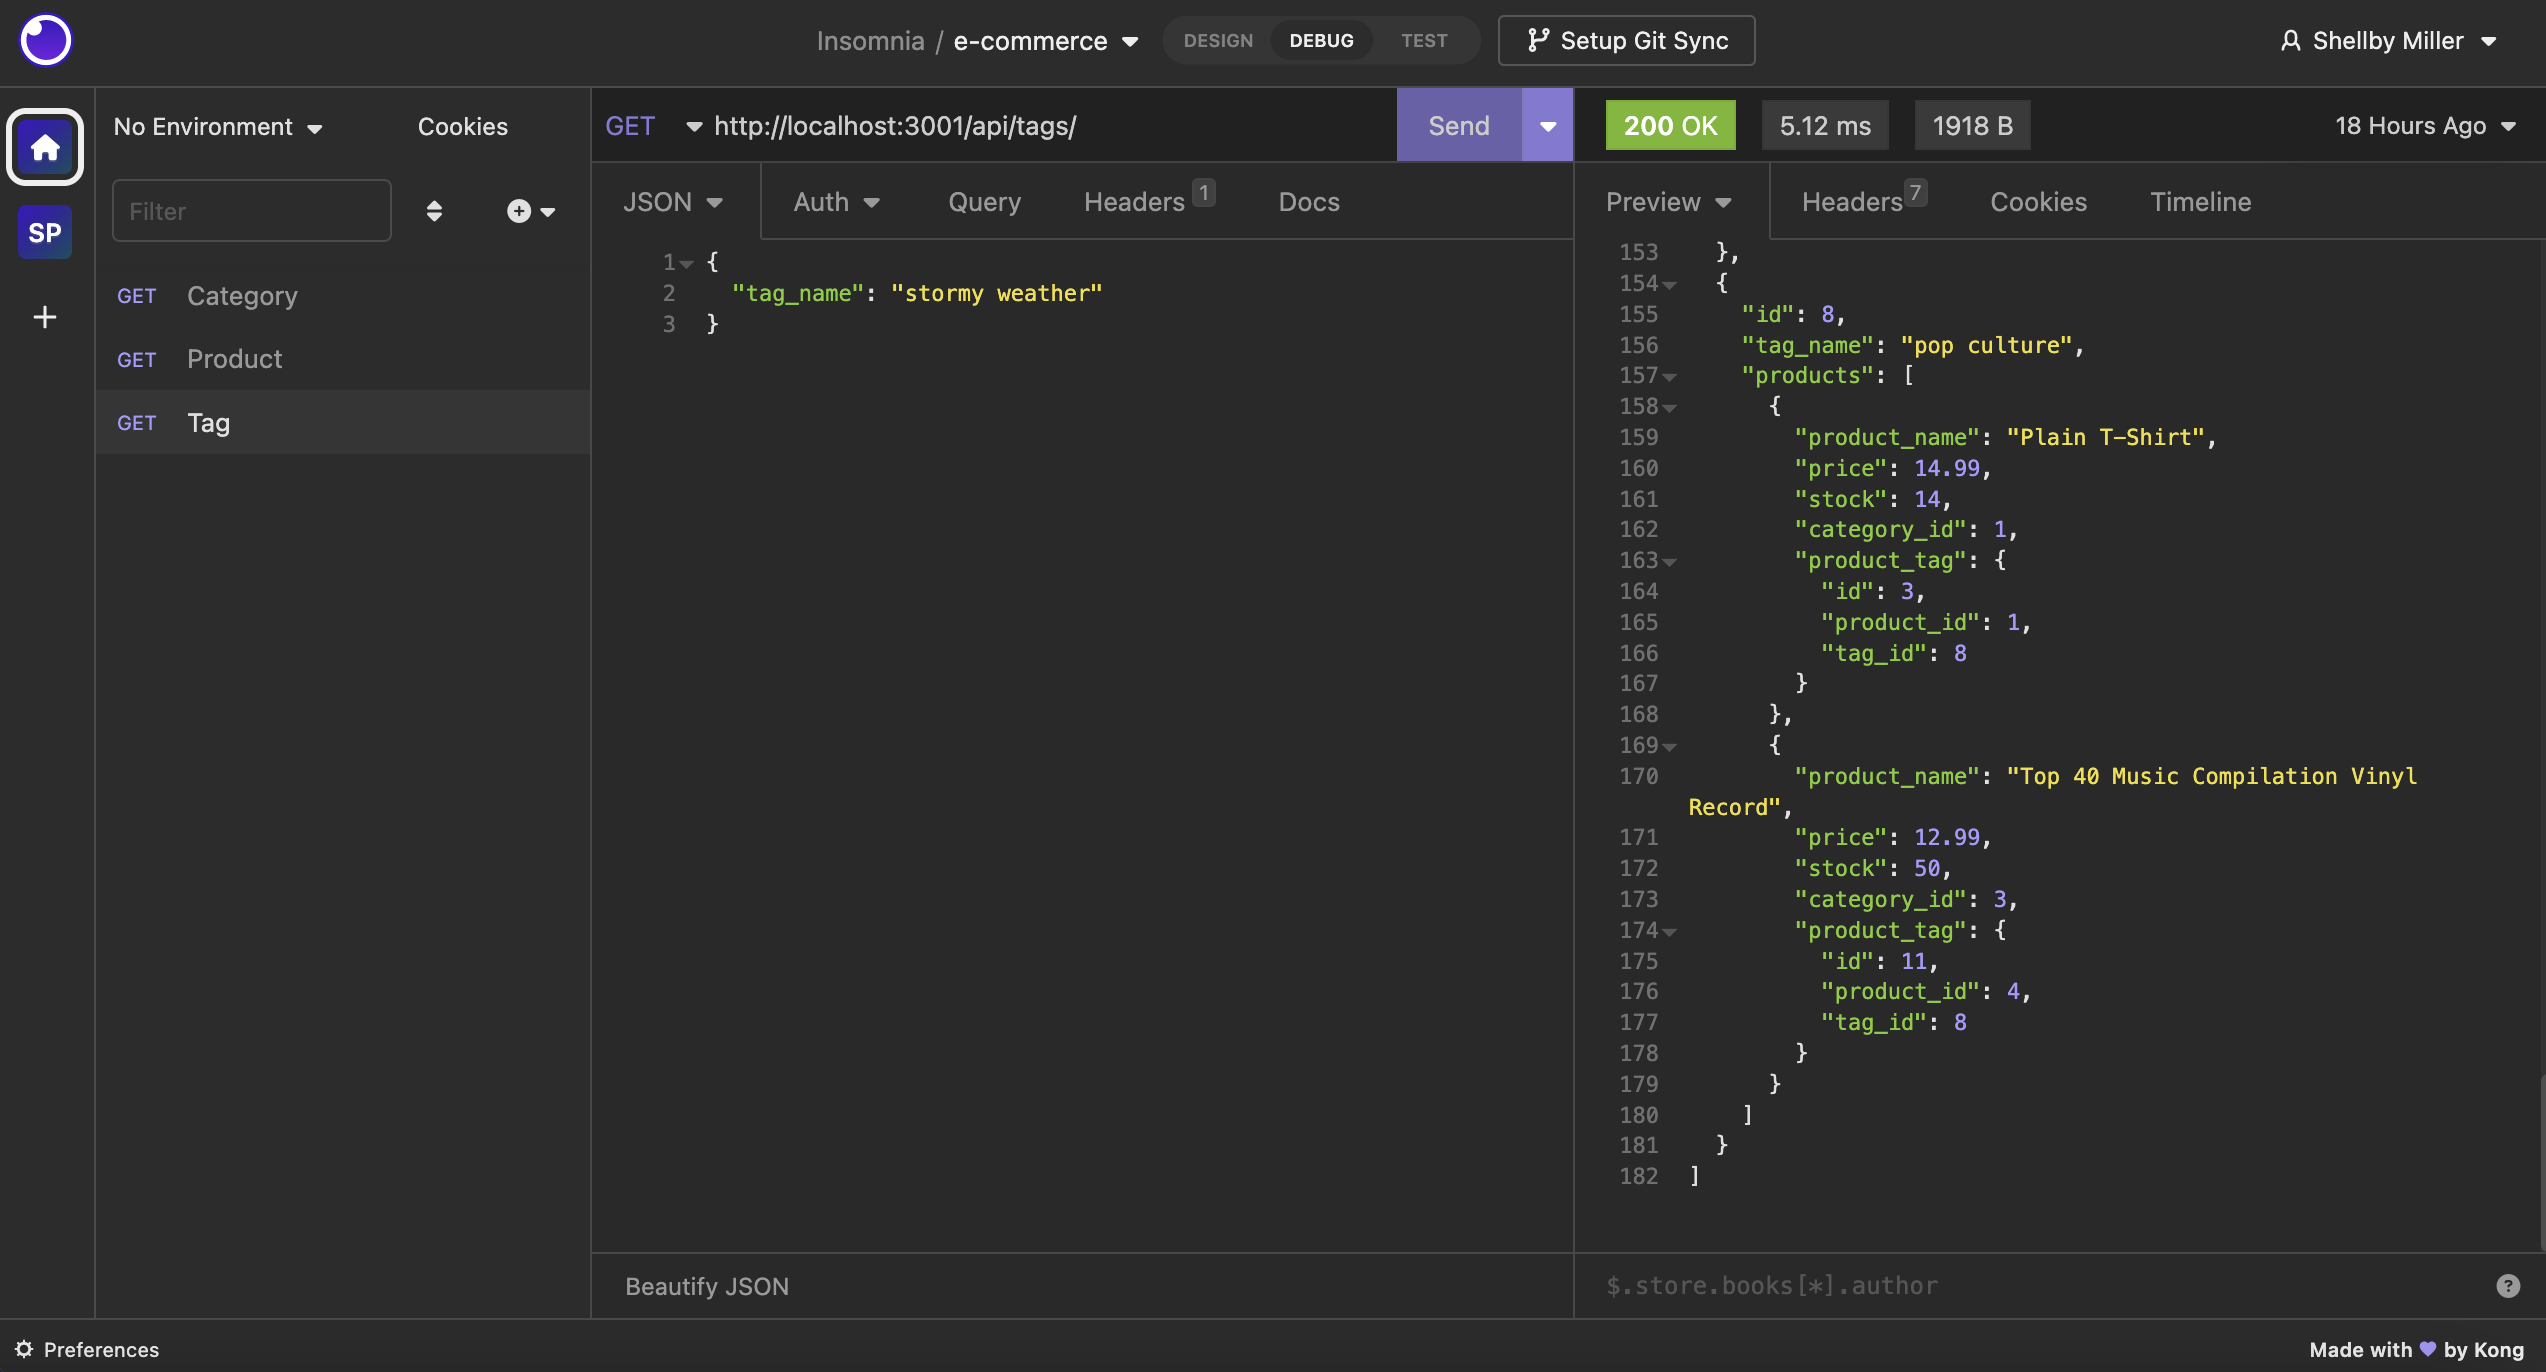 Insomnia / e-commerce
DESIGN DEBUG TEST
Setup Git Sync
Shellby Miller
SP
No Environment
Cookies
Filter
GET Category
GET Product
GET Tag
GET http://localhost:3001/api/tags/
Send
JSON Auth Query Headers 1 Docs
1 {
2 "tag_name": "stormy weather"
3 }
Beautify JSON
200 OK 5.12 ms 1918 B
18 Hours Ago
Preview Headers 7 Cookies Timeline
153 },
154 {
155 "id": 8,
156 "tag_name": "pop culture",
157 "products": [
158 {
159 "product_name": "Plain T-Shirt",
160 "price": 14.99,
161 "stock": 14,
162 "category_id": 1,
163 "product_tag": {
164 "id": 3,
165 "product_id": 1,
166 "tag_id": 8
167 }
168 },
169 {
170 "product_name": "Top 40 Music Compilation Vinyl
Record",
171 "price": 12.99,
172 "stock": 50,
173 "category_id": 3,
174 "product_tag": {
175 "id": 11,
176 "product_id": 4,
177 "tag_id": 8
178 }
179 }
180 ]
181 }
182 ]
$.store.books[*].author
?
Preferences
Made with 💜 by Kong